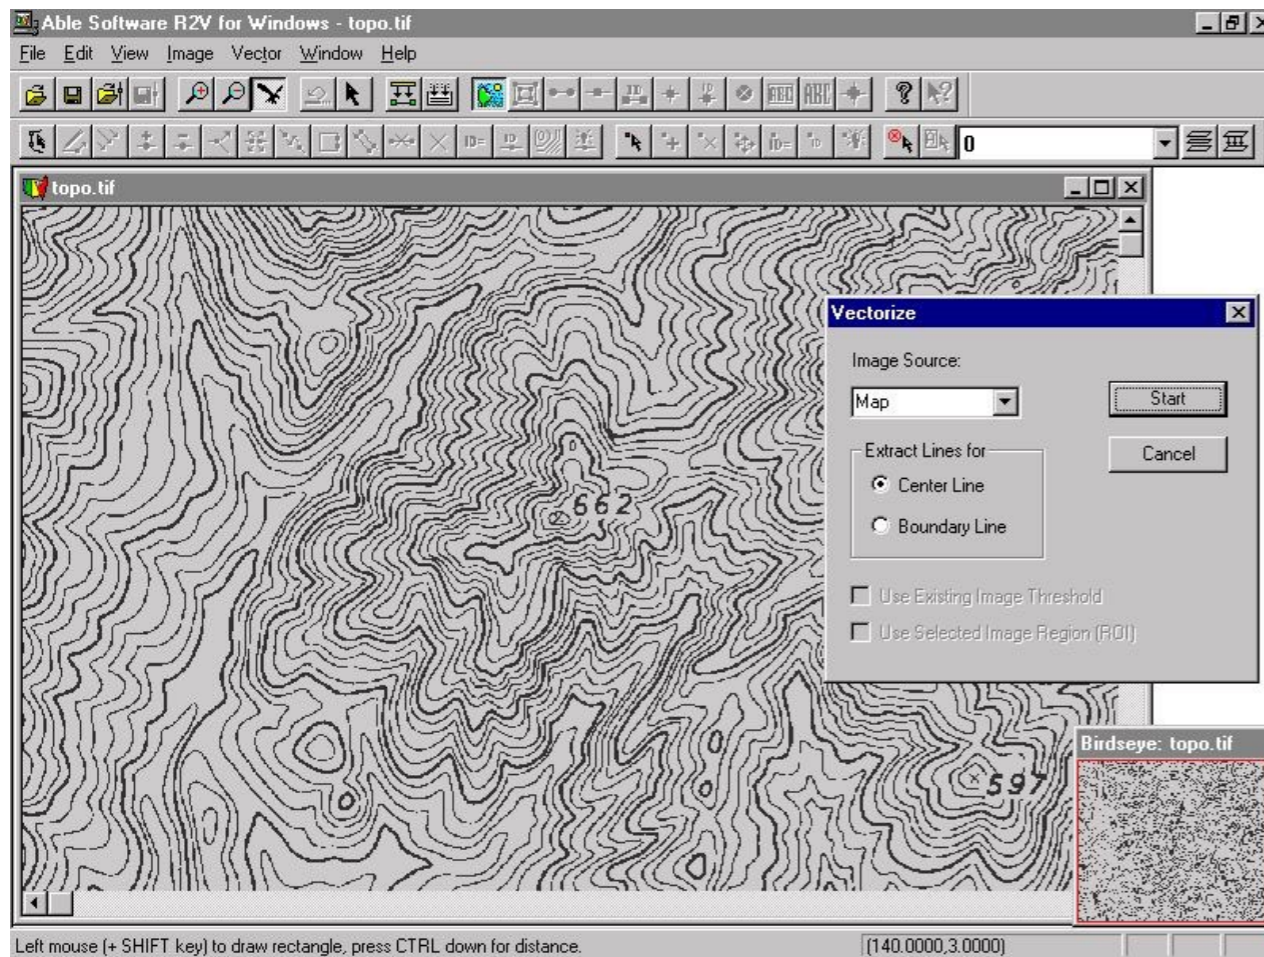 Able Software R2V for Windows - topo.tif
File Edit View Image Vector Window Help
ID=
0
topo.tif
Vectorize
Image Source:
Map
Start
Extract Lines for
Cancel
Center Line
662
Boundary Line
Use Existing Image Threshold
Use Selected Image Region (ROI)
Birdseye: topo.tif
597
Left mouse (+ SHIFT key) to draw rectangle, press CTRL down for distance.
(140.0000,3.0000)